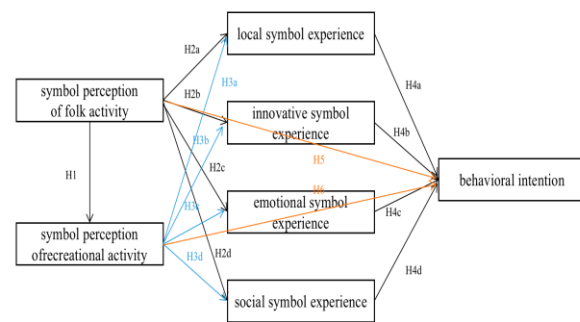 local symbol experience
H2a
H3a
H4a
symbol perception
of folk activity
H2b
innovative symbol
experience
H3b
H4b
H5
H2c
behavioral intention
H1
H6
emotional symbol
experience
H3c
H4c
symbol perception
ofrecreational activity
H2d
H3d
H4d
social symbol experience